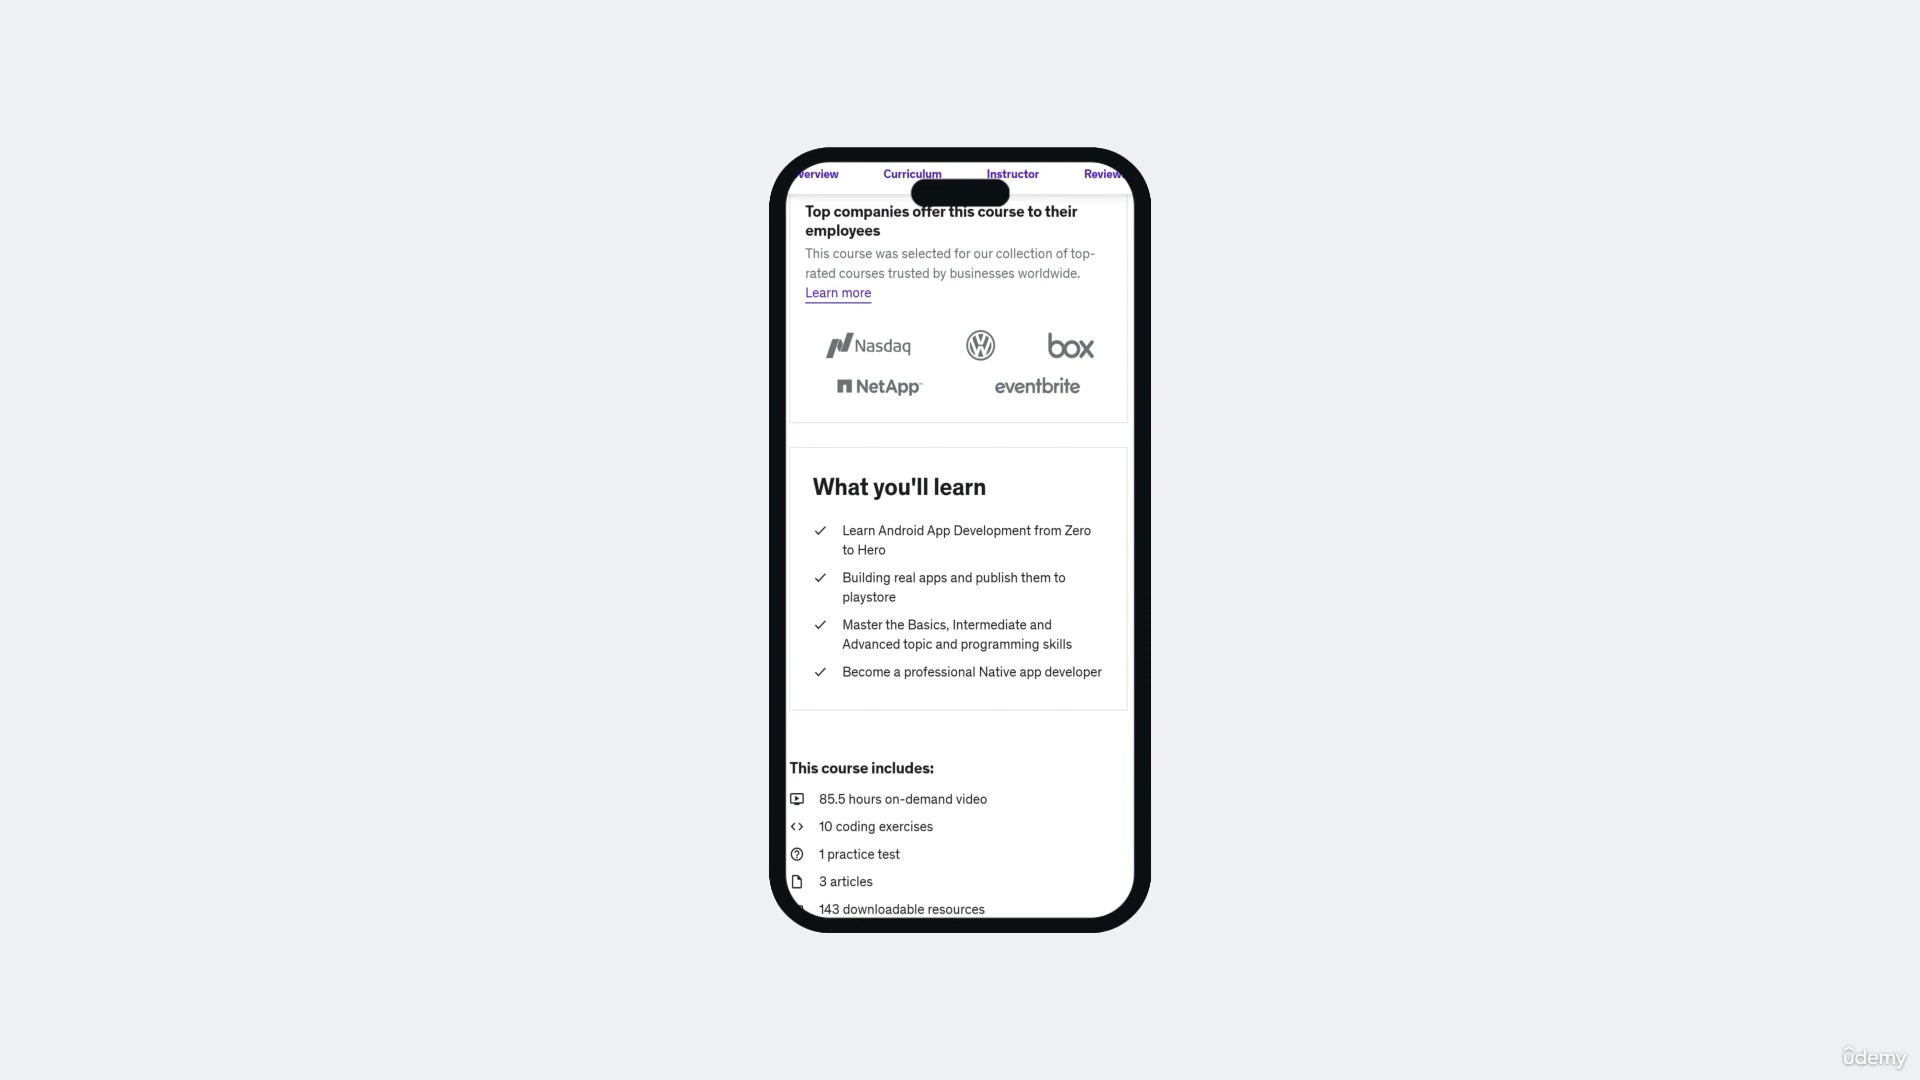 verview Curriculum Instructor Review
Top companies offer this course to their
employees
This course was selected for our collection of top-
rated courses trusted by businesses worldwide.
Learn more
Nasdaq box
NetApp eventbrite
What you'll learn
Learn Android App Development from Zero
to Hero
Building real apps and publish them to
playstore
Master the Basics, Intermediate and
Advanced topic and programming skills
Become a professional Native app developer
This course includes:
85.5 hours on-demand video
10 coding exercises
1 practice test
3 articles
143 downloadable resources
udemy